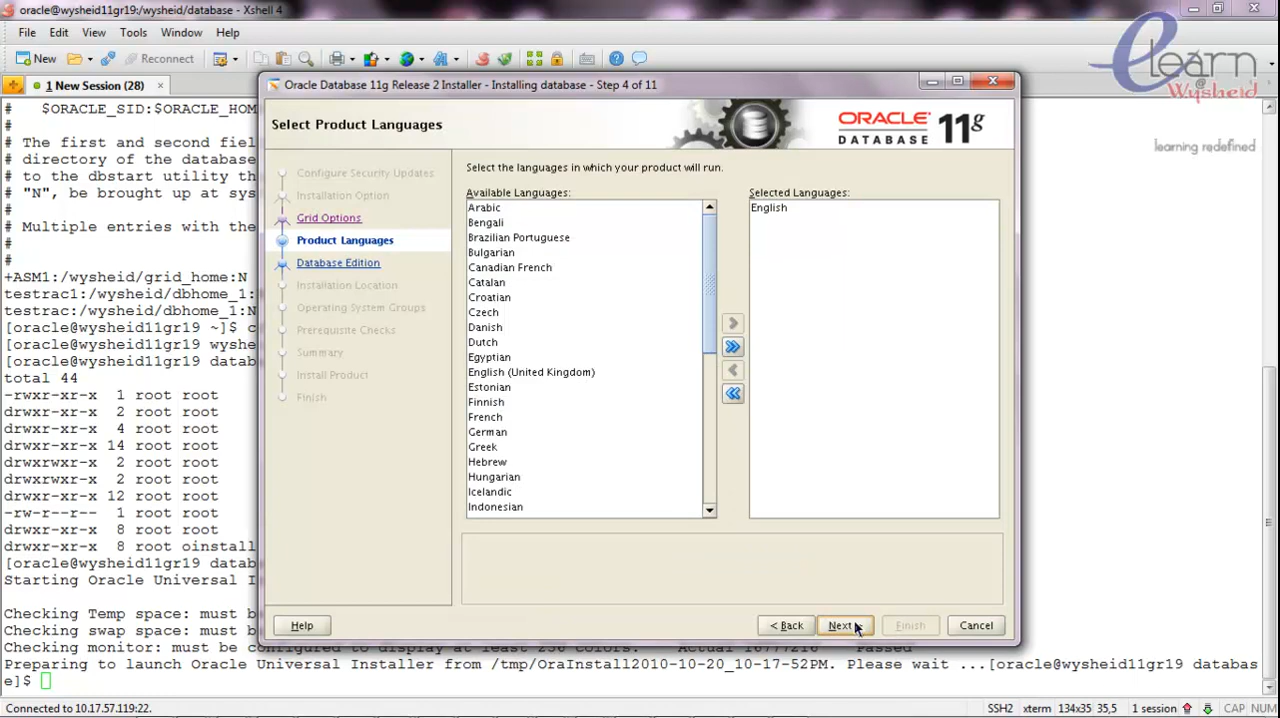 oracle@wysheid11gr19:/wysheid/database - Xshell 4
File Edit View Tools Window Help
New Reconnect
1 New Session (28)
e Learn @ Wysheid
learning redefined
# $ORACLE_SID:$ORACLE_HOM
#
# The first and second fiel
# directory of the database
# to the dbstart utility th
# "N", be brought up at sys
#
# Multiple entries with the
#
#
+ASM1:/wysheid/grid_home:N
testrac1:/wysheid/dbhome_1:
testrac:/wysheid/dbhome_1:N
[oracle@wysheid11gr19 ~]$ c
[oracle@wysheid11gr19 wyshe
[oracle@wysheid11gr19 datab
total 44
-rwxr-xr-x 1 root root
drwxr-xr-x 2 root root
drwxr-xr-x 4 root root
drwxr-xr-x 14 root root
drwxrwxr-x 2 root root
drwxrwxr-x 2 root root
drwxr-xr-x 12 root root
-rw-r--r-- 1 root root
drwxr-xr-x 8 root root
drwxr-xr-x 8 root oinstall
[oracle@wysheid11gr19 datab
Starting Oracle Universal I
Checking Temp space: must b
Checking swap space: must b
Checking monitor: must be configured to display at least 256 colors. Actual 16777216 Passed
Preparing to launch Oracle Universal Installer from /tmp/OraInstall2010-10-20_10-17-52PM. Please wait ...[oracle@wysheid11gr19 databas
e]$
Oracle Database 11g Release 2 Installer - Installing database - Step 4 of 11
Select Product Languages
ORACLE DATABASE 11g
Configure Security Updates
Installation Option
Grid Options
Product Languages
Database Edition
Installation Location
Operating System Groups
Prerequisite Checks
Summary
Install Product
Finish
Select the languages in which your product will run.
Available Languages:
Arabic
Bengali
Brazilian Portuguese
Bulgarian
Canadian French
Catalan
Croatian
Czech
Danish
Dutch
Egyptian
English (United Kingdom)
Estonian
Finnish
French
German
Greek
Hebrew
Hungarian
Icelandic
Indonesian
Selected Languages:
English
Help < Back Next > Finish Cancel
Connected to 10.17.57.119:22. SSH2 xterm 134x35 35,5 1 session CAP NUM